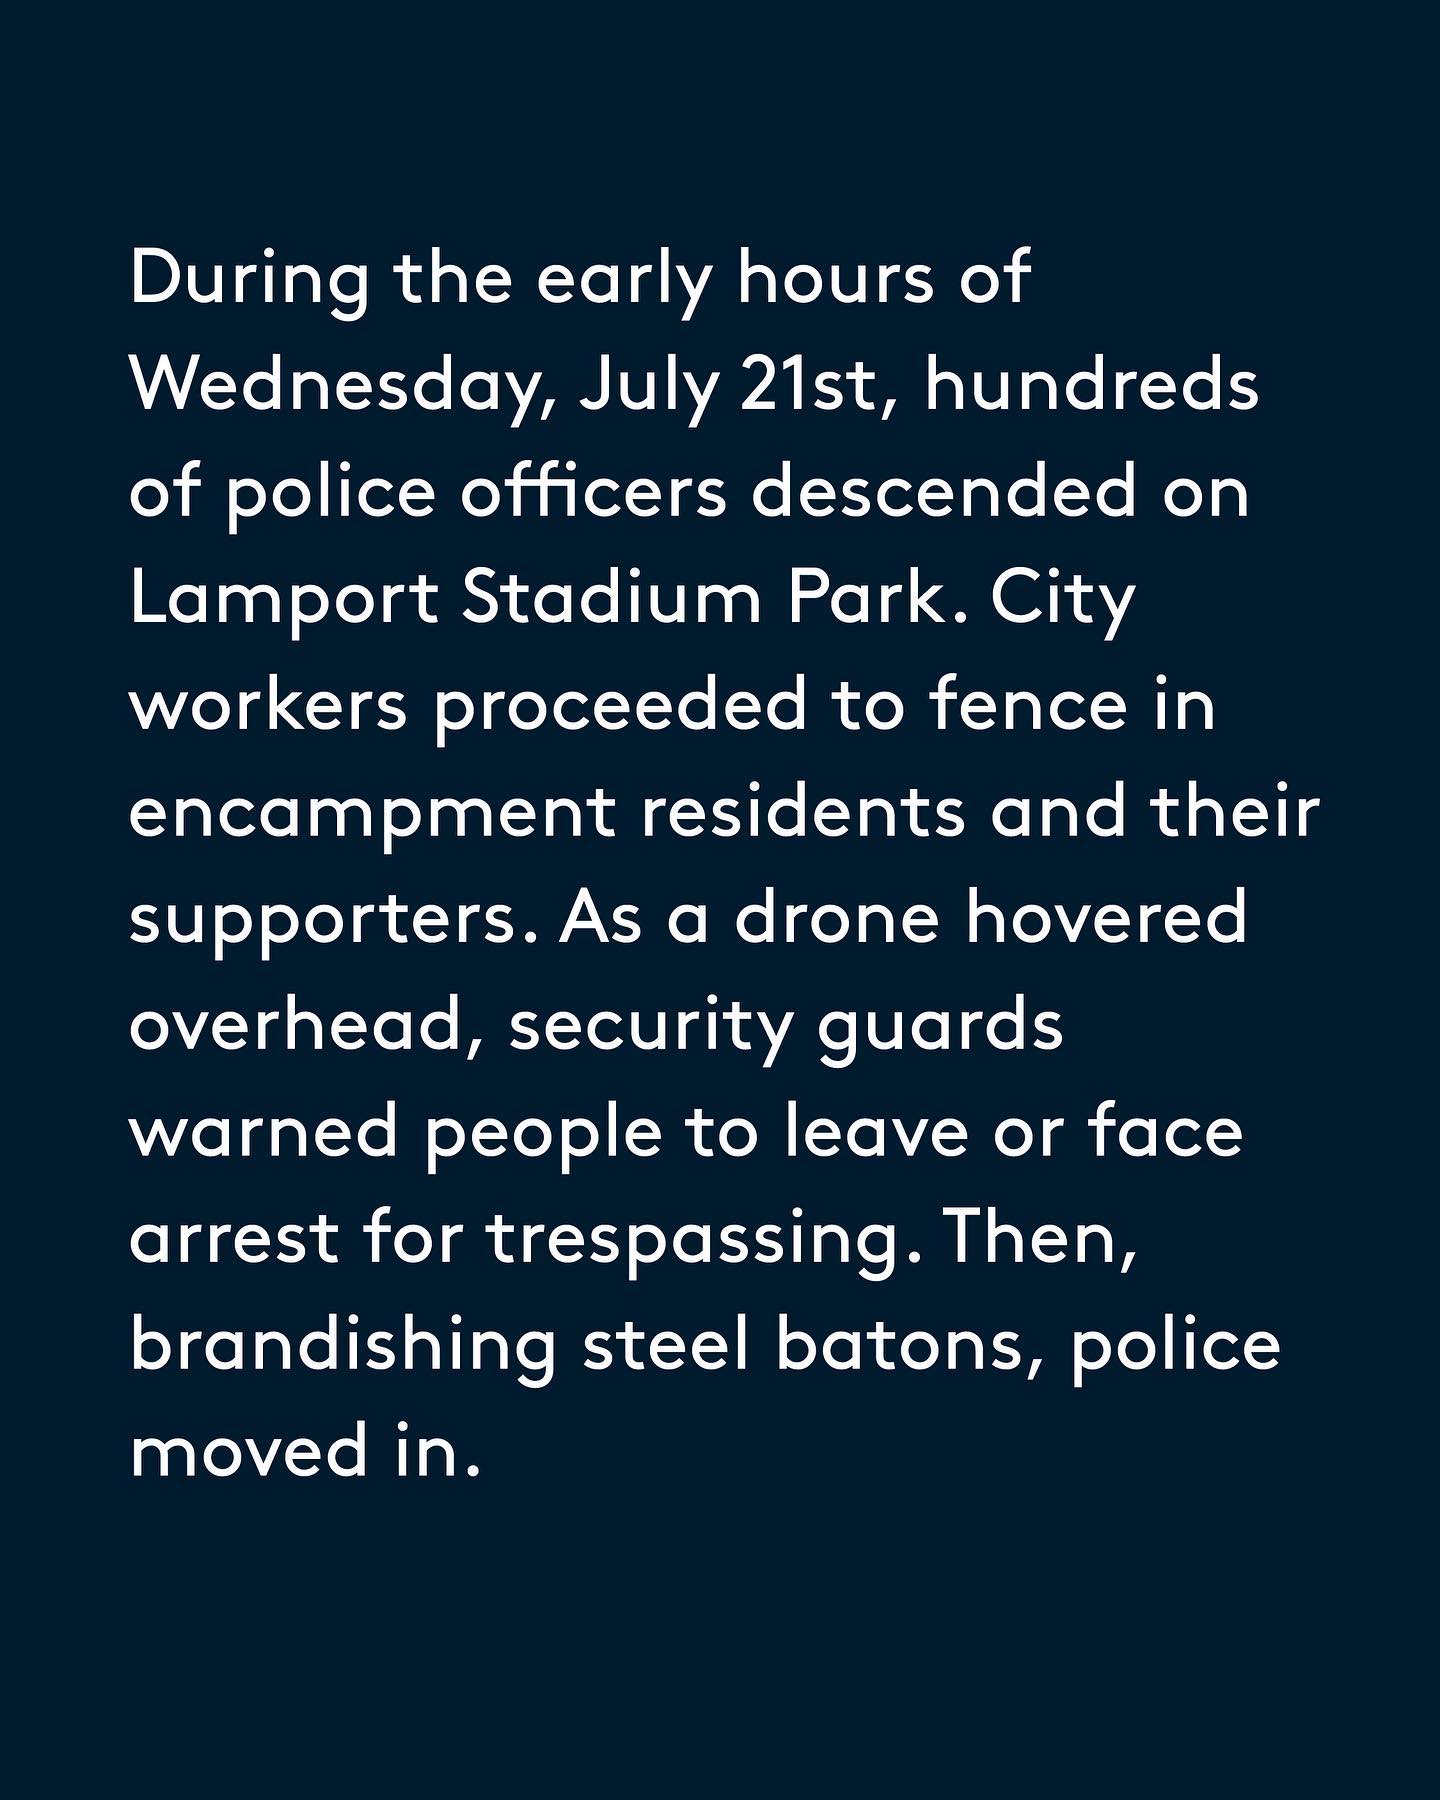 During the early hours of
Wednesday, July 21st, hundreds
of police officers descended on
Lamport Stadium Park. City
workers proceeded to fence in
encampment residents and their
supporters. As a drone hovered
overhead, security guards
warned people to leave or face
arrest for trespassing. Then,
brandishing steel batons, police
moved in.